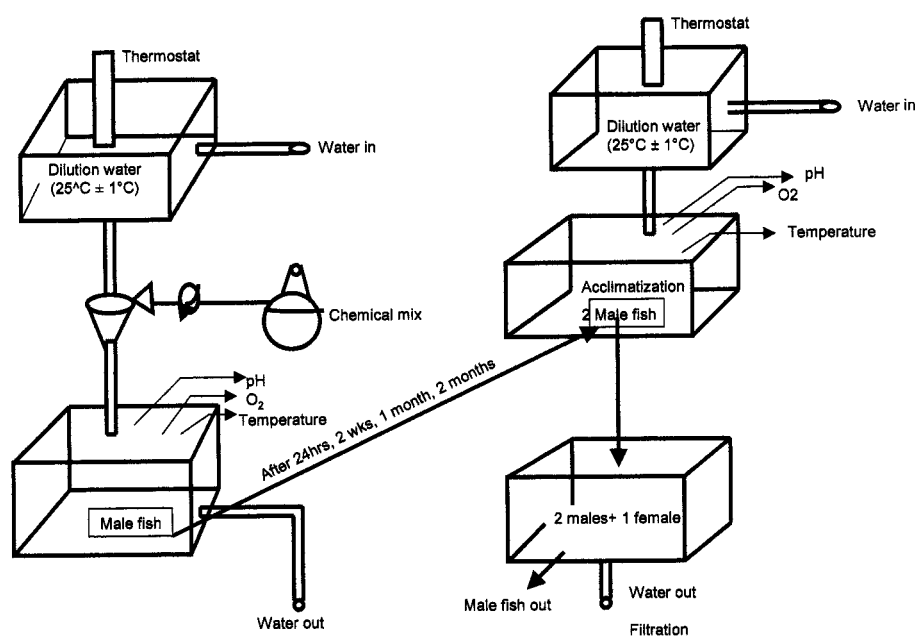 Thermostat
Water in
Dilution water
(25^C ± 1°C)
Chemical mix
pH
O2
Temperature
Male fish
Water out
After 24hrs, 2 wks, 1 month, 2 months
Thermostat
Water in
Dilution water
(25°C ± 1°C)
pH
O2
Temperature
Acclimatization
2 Male fish
2 males+ 1 female
Male fish out
Water out
Filtration